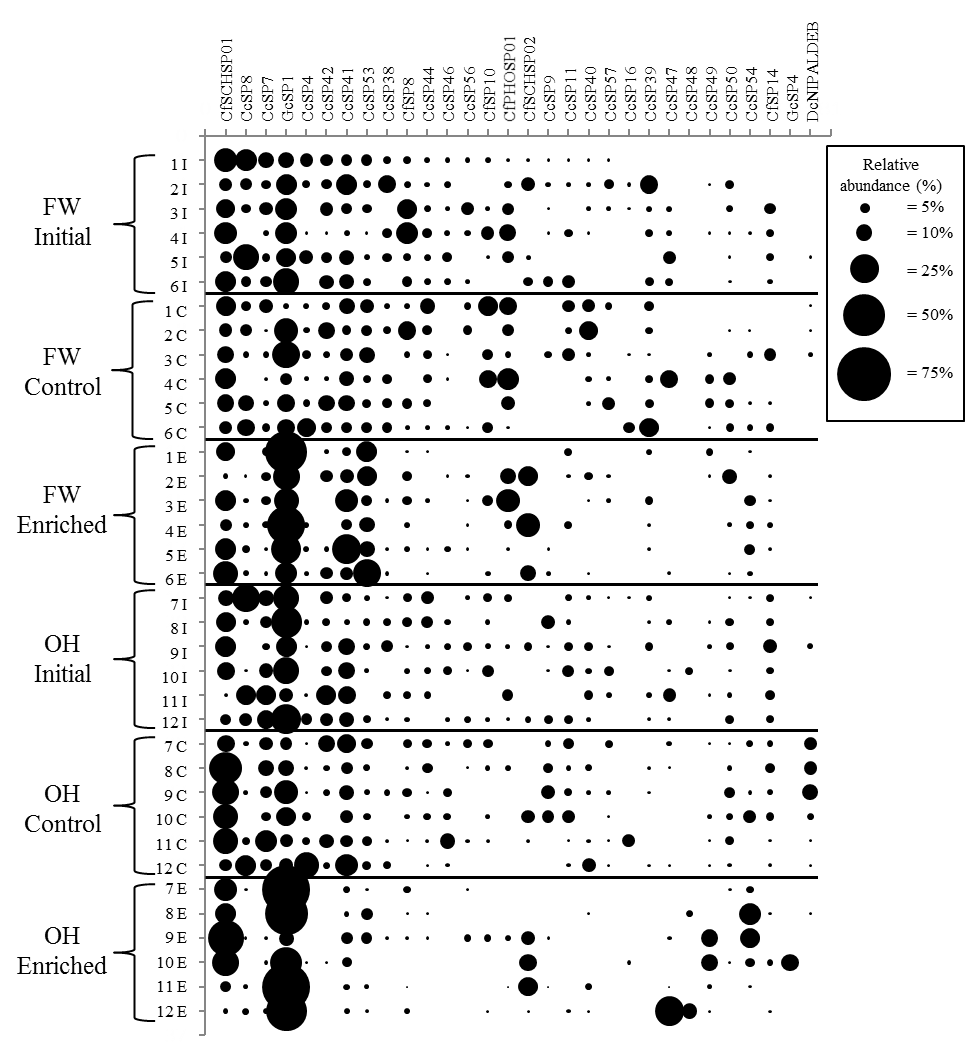 CfSCHSP01
CcSP8
CcSP7
GcSP1
CcSP4
CcSP42
CcSP41
CcSP53
CcSP38
CfSP8
CcSP44
CcSP46
CcSP56
CfSP10
CfPHOSP01
CfSCHSP02
CcSP9
CcSP11
CcSP40
CcSP57
CcSP16
CcSP39
CcSP47
CcSP48
CcSP49
CcSP50
CcSP54
CfSP14
GcSP4
DcNIPALDEB
Relative
abundance (%)
= 5%
= 10%
= 25%
= 50%
= 75%
FW
Initial
1 I
2 I
3 I
4 I
5 I
6 I
FW
Control
1 C
2 C
3 C
4 C
5 C
6 C
FW
Enriched
1 E
2 E
3 E
4 E
5 E
6 E
OH
Initial
7 I
8 I
9 I
10 I
11 I
12 I
OH
Control
7 C
8 C
9 C
10 C
11 C
12 C
OH
Enriched
7 E
8 E
9 E
10 E
11 E
12 E